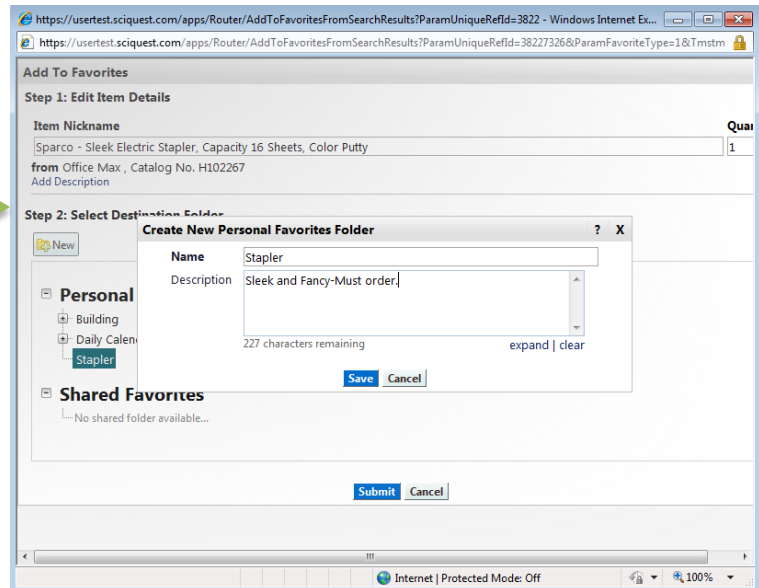 https://usertest.sciquest.com/apps/Router/AddToFavoritesFromSearchResults?ParamUniqueRefId=3822 - Windows Internet Ex...
https://usertest.sciquest.com/apps/Router/AddToFavoritesFromSearchResults?ParamUniqueRefId=38227326&ParamFavoriteType=1&Tmstm
Add To Favorites
Step 1: Edit Item Details
Item Nickname Quan
Sparco - Sleek Electric Stapler, Capacity 16 Sheets, Color Putty 1
from Office Max , Catalog No. H102267
Add Description
Step 2: Select Destination Folder
Create New Personal Favorites Folder ? X
New
Name Stapler
Description Sleek and Fancy-Must order.
Personal
Building
Daily Calen
227 characters remaining expand | clear
Stapler
Save Cancel
Shared Favorites
No shared folder available...
Submit Cancel
Internet | Protected Mode: Off 100%